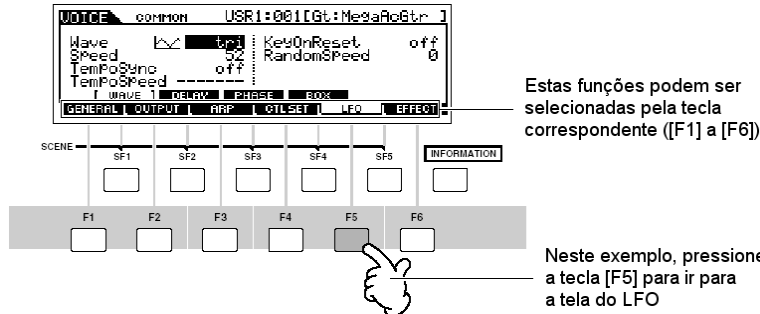 VOICE COMMON USR1:001[Gt:MegaAcGtr ]
Wave tri KeyOnReset off
Speed 52 RandomSpeed 0
TempoSync off
TempoSpeed -------
[ WAVE ] DELAY PHASE BOX
GENERAL OUTPUT ARP CTLSET LFO EFFECT
Estas funções podem ser
selecionadas pela tecla
correspondente ([F1] a [F6])
SCENE
SF1 SF2 SF3 SF4 SF5 INFORMATION
F1 F2 F3 F4 F5 F6
Neste exemplo, pressione
a tecla [F5] para ir para
a tela do LFO